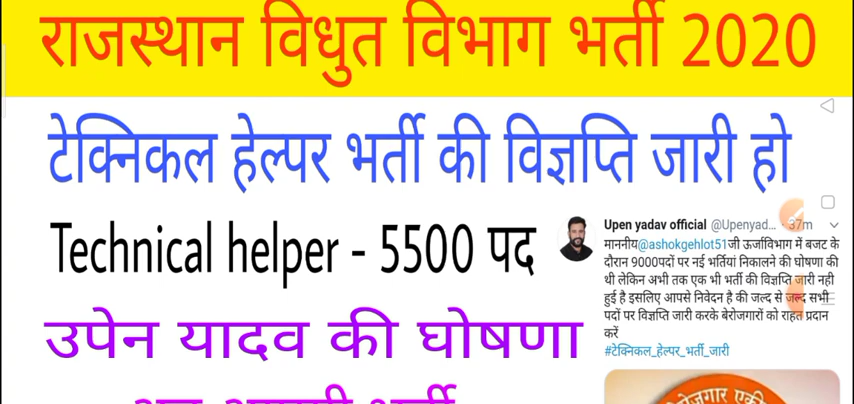 राजस्थान विधुत विभाग भर्ती 2020
टेक्निकल हेल्पर भर्ती की विज्ञप्ति जारी हो
Technical helper - 5500 पद
उपेन यादव की घोषणा
Upen yadav official @Upenyad... 37m
माननीय@ashokgehlot51जी ऊर्जाविभाग में बजट के
दौरान 9000पदों पर नई भर्तियां निकालने की घोषणा की
थी लेकिन अभी तक एक भी भर्ती की विज्ञप्ति जारी नही
हुई है इसलिए आपसे निवेदन है की जल्द से जल्द सभी
पदों पर विज्ञप्ति जारी करके बेरोजगारों को राहत प्रदान
करें
#टेक्निकल_हेल्पर_भर्ती_जारी